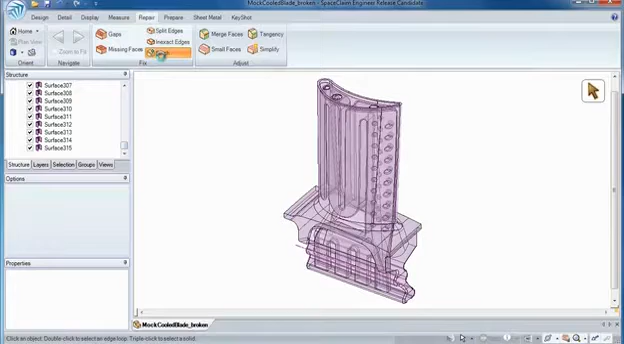 MockCooledBlade_broken - SpaceClaim Engineer Release Candidate
Design Detail Display Measure Repair Prepare Sheet Metal KeyShot
Home
Plan View
Zoom to Fit
Orient
Navigate
Gaps
Missing Faces
Split Edges
Inexact Edges
Fix
Merge Faces
Small Faces
Tangency
Simplify
Adjust
Structure
Surface307
Surface308
Surface309
Surface310
Surface311
Surface312
Surface313
Surface314
Surface315
Structure Layers Selection Groups Views
Options
Properties
MockCooledBlade_broken
Click an object. Double-click to select an edge loop. Triple-click to select a solid.